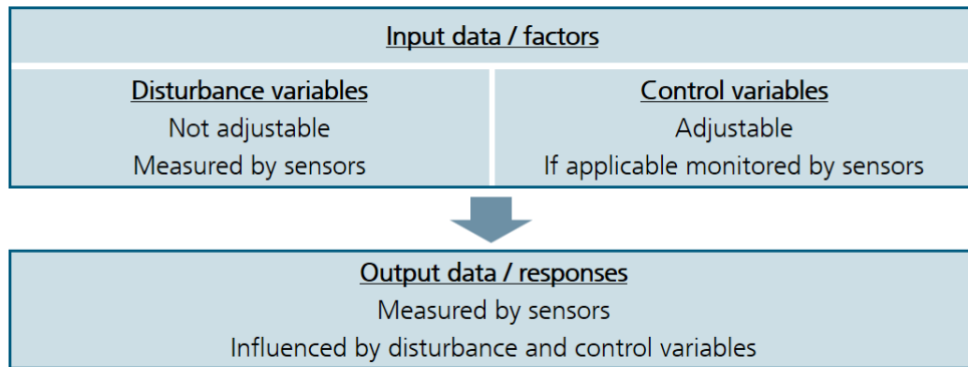 Input data / factors
Disturbance variables
Not adjustable
Measured by sensors
Control variables
Adjustable
If applicable monitored by sensors
Output data / responses
Measured by sensors
Influenced by disturbance and control variables